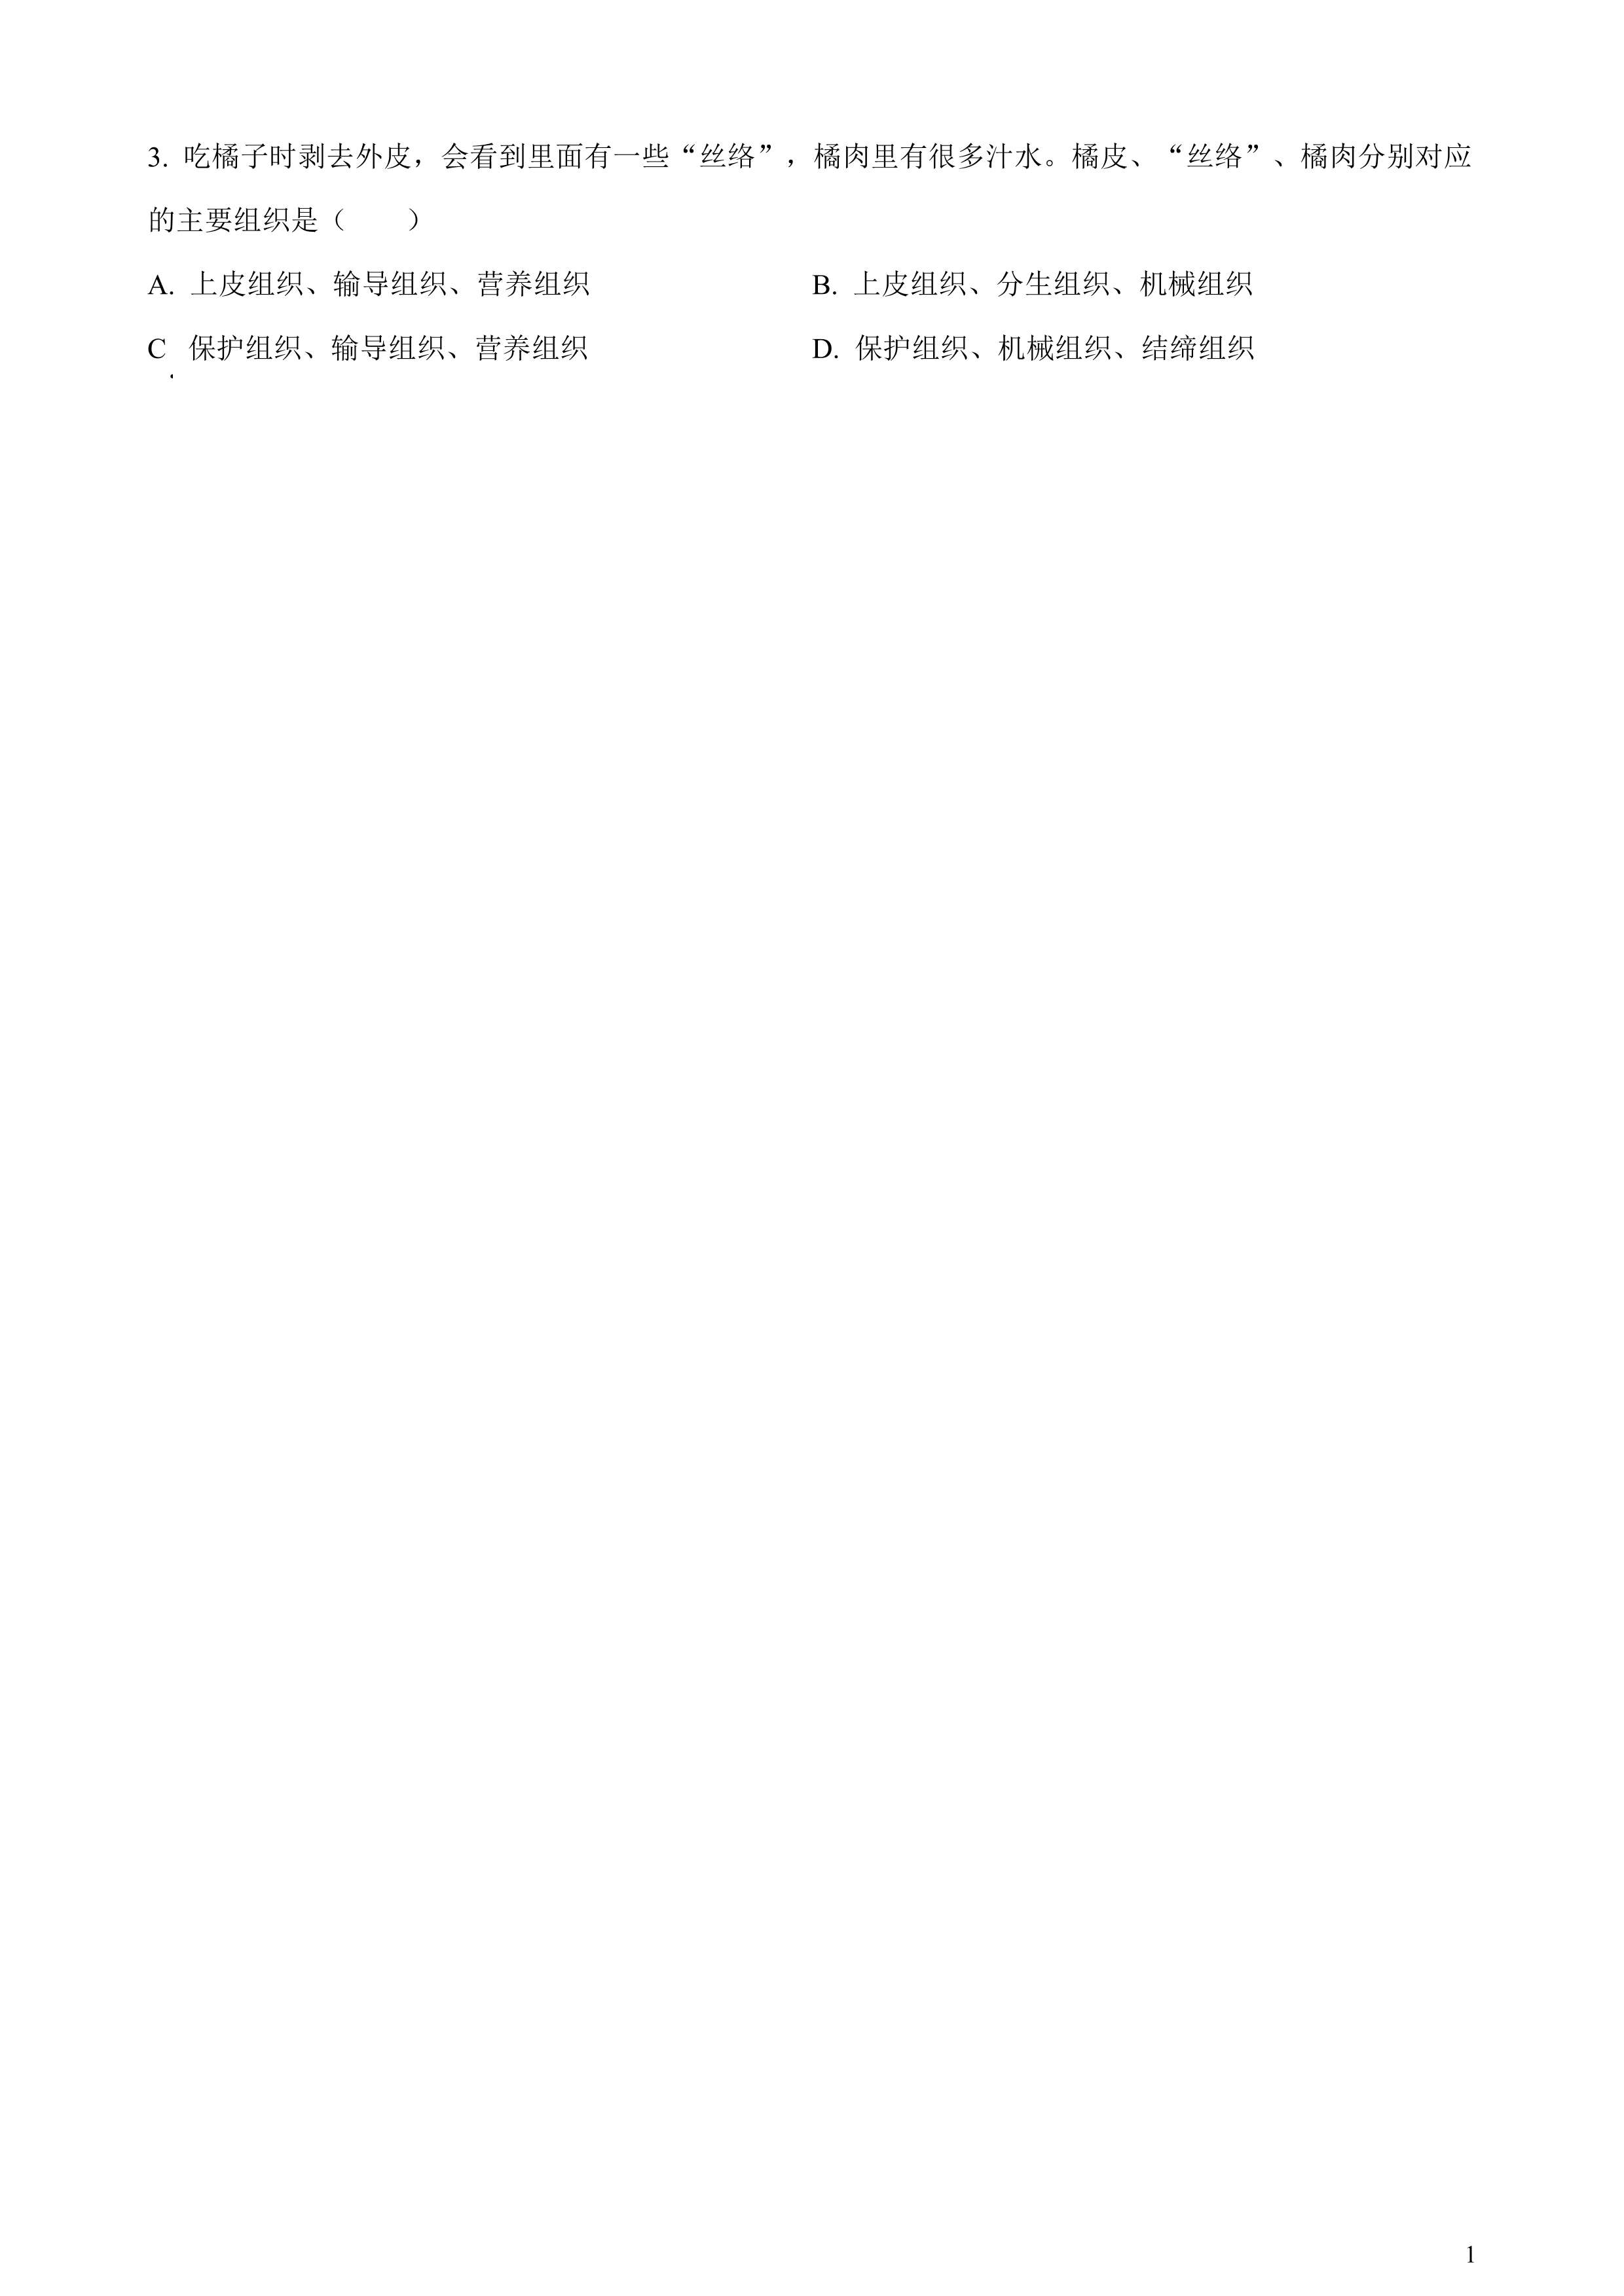 3. 吃橘子时剥去外皮，会看到里面有一些“丝络”，橘肉里有很多汁水。橘皮、“丝络”、橘肉分别对应
的主要组织是（　　）
A. 上皮组织、输导组织、营养组织　　B. 上皮组织、分生组织、机械组织
C. 保护组织、输导组织、营养组织　　D. 保护组织、机械组织、结缔组织
1